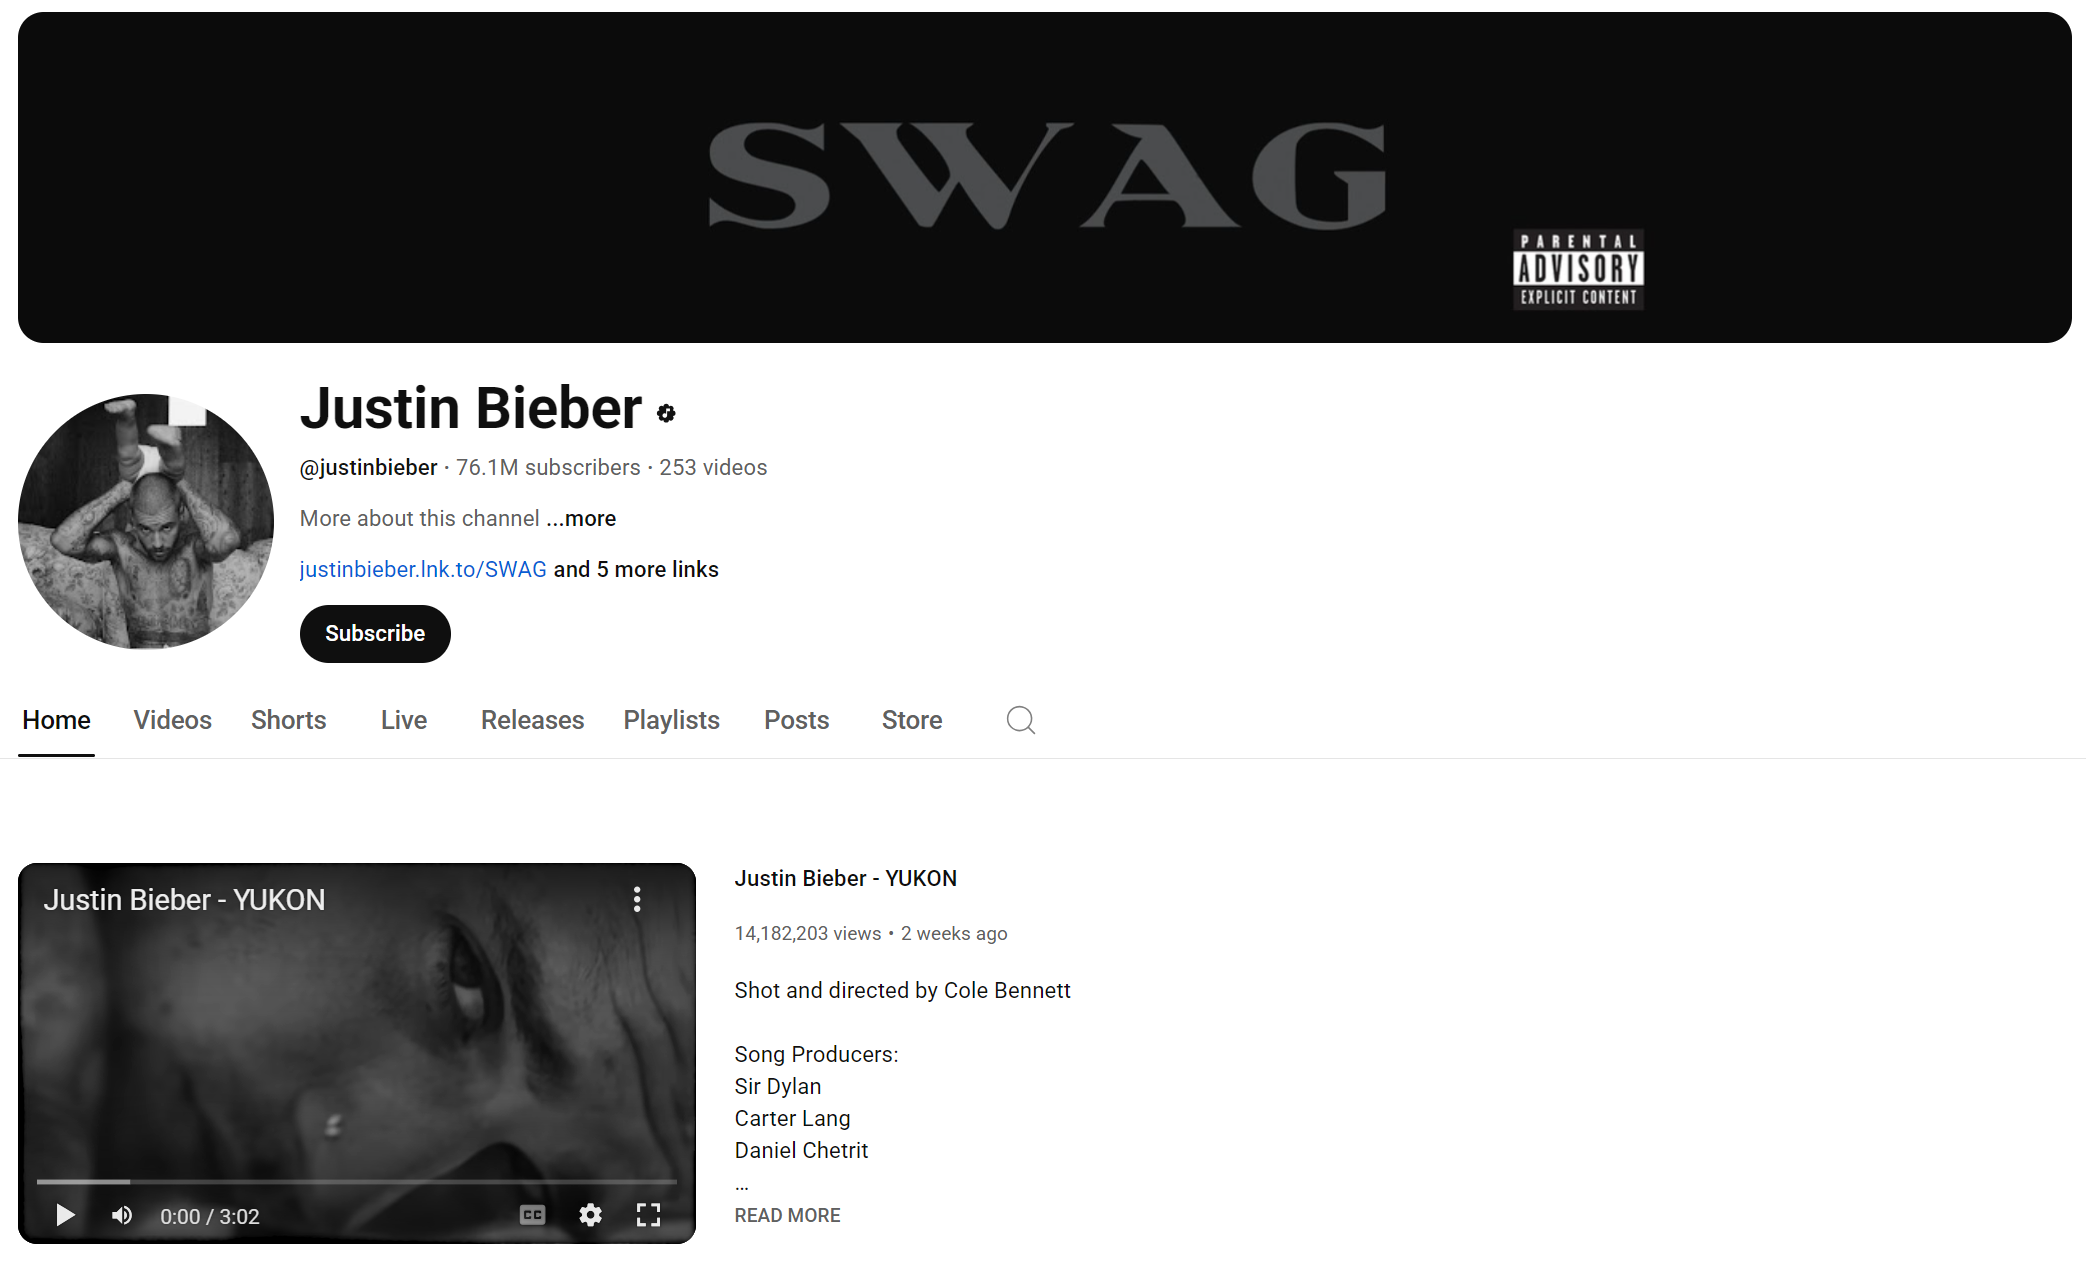 SWAG
PARENTAL
ADVISORY
EXPLICIT CONTENT
Justin Bieber
@justinbieber · 76.1M subscribers · 253 videos
More about this channel ...more
justinbieber.lnk.to/SWAG and 5 more links
Subscribe
Home Videos Shorts Live Releases Playlists Posts Store
Justin Bieber - YUKON
0:00 / 3:02
CC
Justin Bieber - YUKON
14,182,203 views • 2 weeks ago
Shot and directed by Cole Bennett
Song Producers:
Sir Dylan
Carter Lang
Daniel Chetrit
...
READ MORE